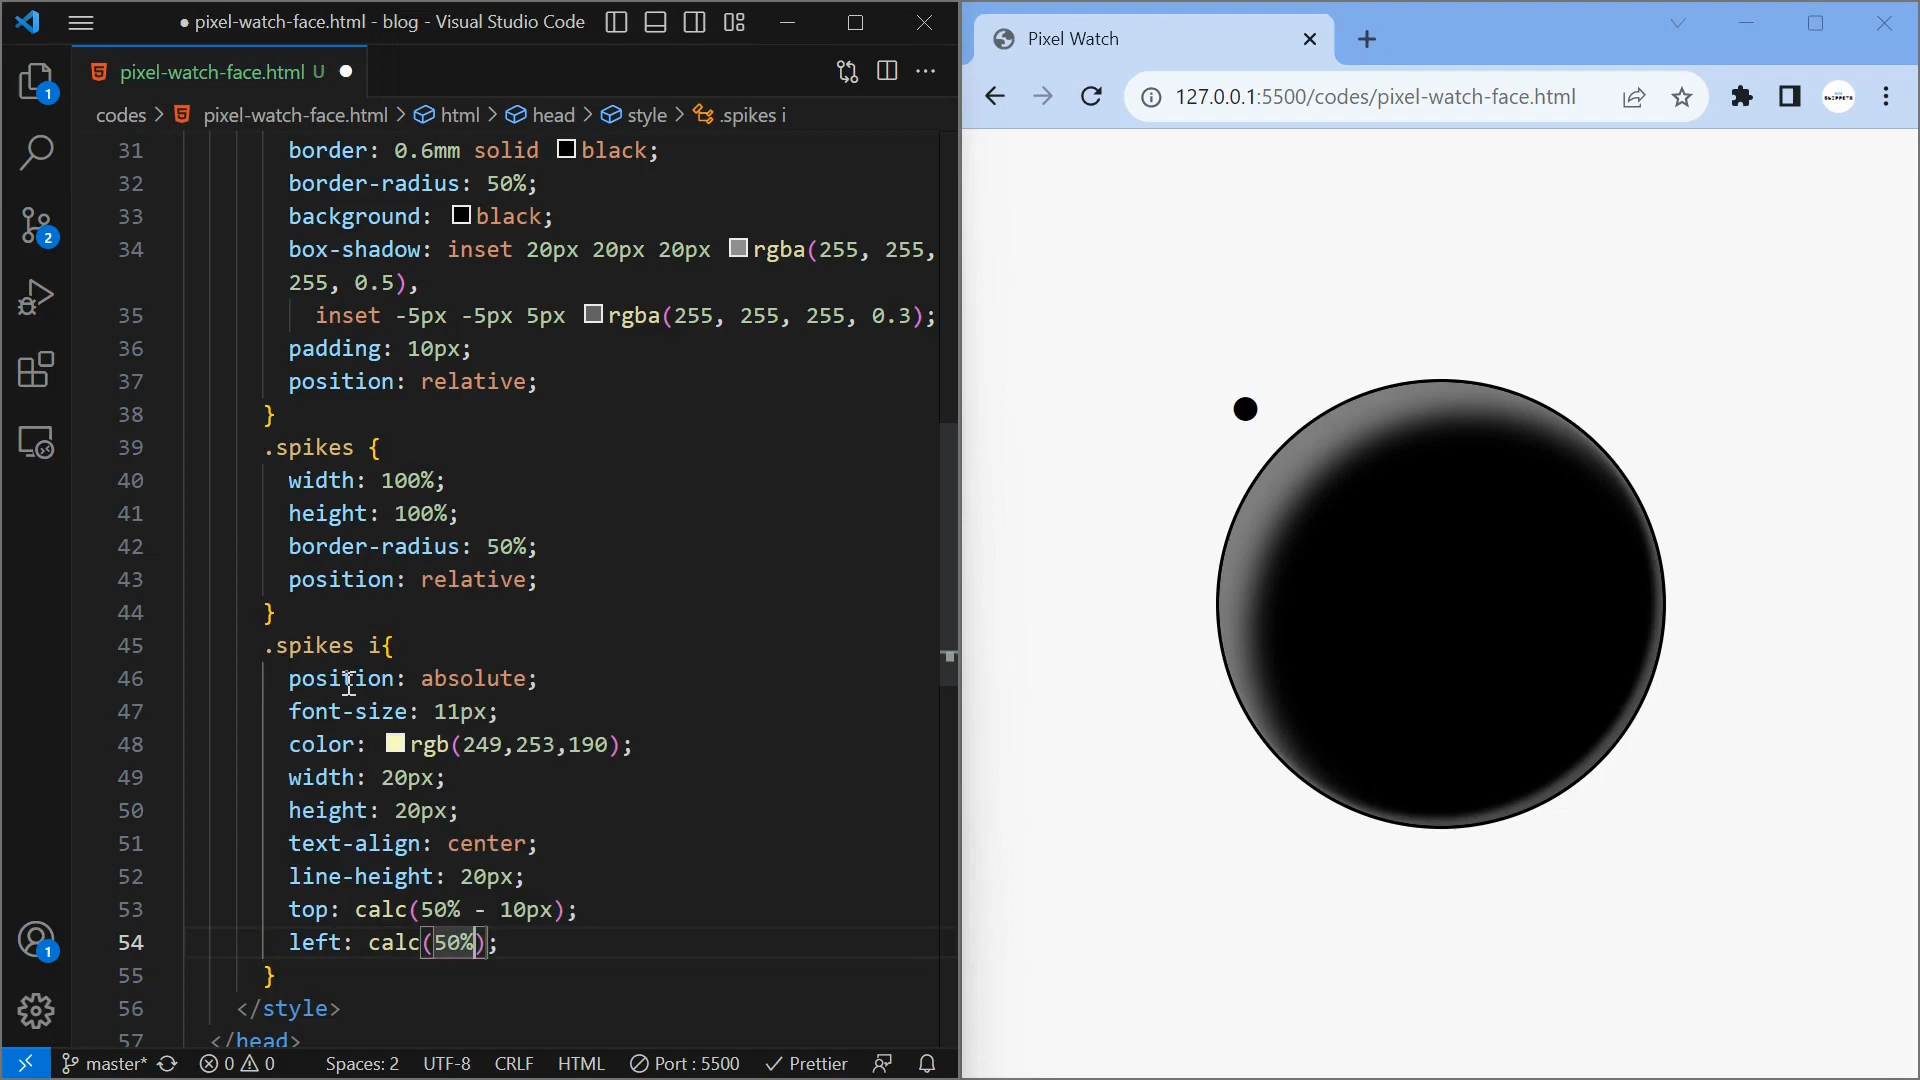 pixel-watch-face.html - blog - Visual Studio Code
pixel-watch-face.html U
codes > pixel-watch-face.html > html > head > style > .spikes i
31 border: 0.6mm solid black;
32 border-radius: 50%;
33 background: black;
34 box-shadow: inset 20px 20px 20px rgba(255, 255,
255, 0.5),
35 inset -5px -5px 5px rgba(255, 255, 255, 0.3);
36 padding: 10px;
37 position: relative;
38 }
39 .spikes {
40 width: 100%;
41 height: 100%;
42 border-radius: 50%;
43 position: relative;
44 }
45 .spikes i{
46 position: absolute;
47 font-size: 11px;
48 color: rgb(249,253,190);
49 width: 20px;
50 height: 20px;
51 text-align: center;
52 line-height: 20px;
53 top: calc(50% - 10px);
54 left: calc(50%);
55 }
56 </style>
57 </head>
1
2
1
master* 0 0 Spaces: 2 UTF-8 CRLF HTML Port : 5500 Prettier
Pixel Watch
127.0.0.1:5500/codes/pixel-watch-face.html